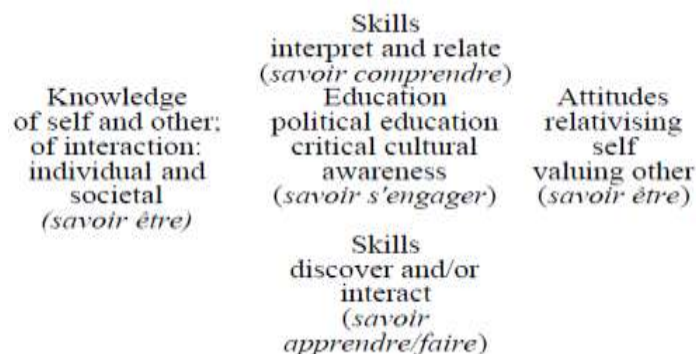 Skills
interpret and relate
(savoir comprendre)
Knowledge
of self and other;
of interaction:
individual and
societal
(savoir être)
Education
political education
critical cultural
awareness
(savoir s'engager)
Attitudes
relativising
self
valuing other
(savoir être)
Skills
discover and/or
interact
(savoir
apprendre/faire)